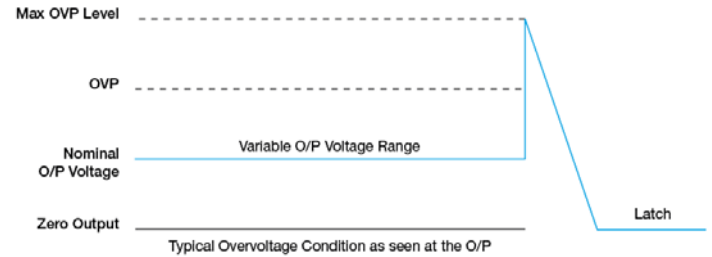 Max OVP Level
OVP
Variable O/P Voltage Range
Nominal
O/P Voltage
Latch
Zero Output
Typical Overvoltage Condition as seen at the O/P